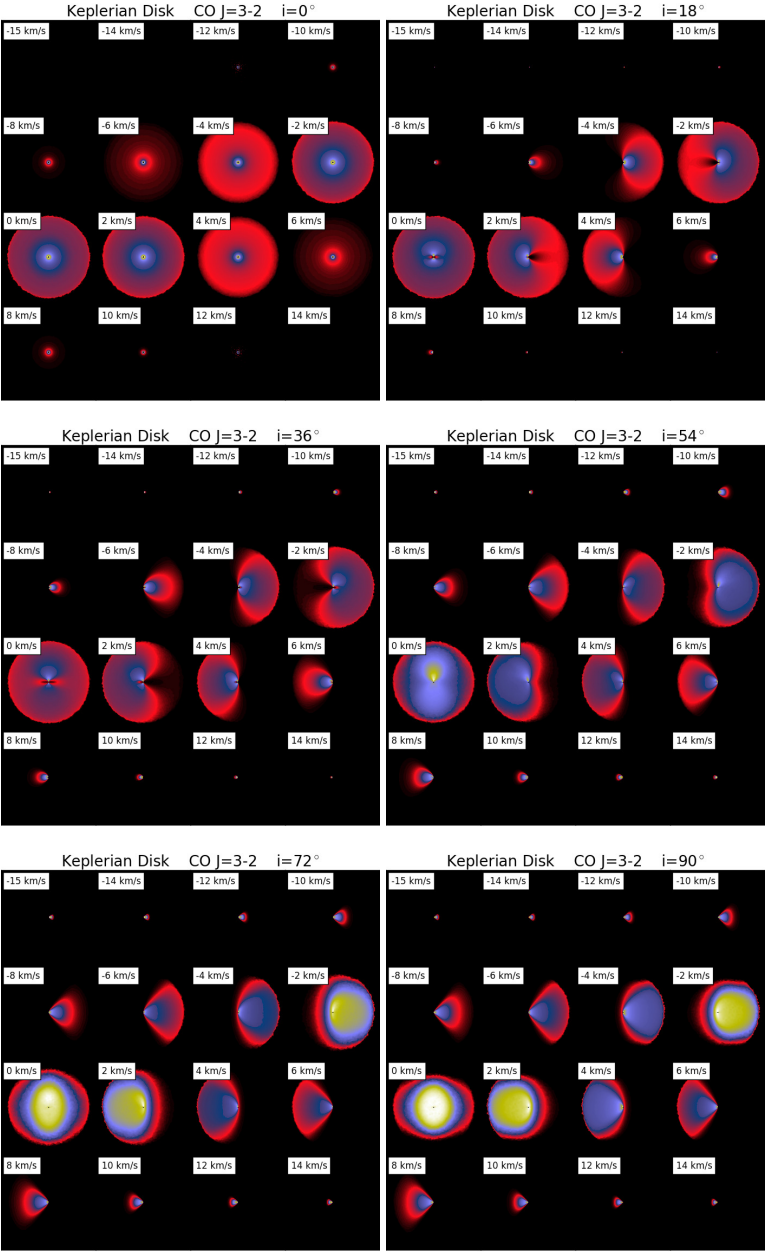 Keplerian Disk CO J=3-2 i=0°
-15 km/s -14 km/s -12 km/s -10 km/s
-8 km/s -6 km/s -4 km/s -2 km/s
0 km/s 2 km/s 4 km/s 6 km/s
8 km/s 10 km/s 12 km/s 14 km/s
Keplerian Disk CO J=3-2 i=18°
-15 km/s -14 km/s -12 km/s -10 km/s
-8 km/s -6 km/s -4 km/s -2 km/s
0 km/s 2 km/s 4 km/s 6 km/s
8 km/s 10 km/s 12 km/s 14 km/s
Keplerian Disk CO J=3-2 i=36°
-15 km/s -14 km/s -12 km/s -10 km/s
-8 km/s -6 km/s -4 km/s -2 km/s
0 km/s 2 km/s 4 km/s 6 km/s
8 km/s 10 km/s 12 km/s 14 km/s
Keplerian Disk CO J=3-2 i=54°
-15 km/s -14 km/s -12 km/s -10 km/s
-8 km/s -6 km/s -4 km/s -2 km/s
0 km/s 2 km/s 4 km/s 6 km/s
8 km/s 10 km/s 12 km/s 14 km/s
Keplerian Disk CO J=3-2 i=72°
-15 km/s -14 km/s -12 km/s -10 km/s
-8 km/s -6 km/s -4 km/s -2 km/s
0 km/s 2 km/s 4 km/s 6 km/s
8 km/s 10 km/s 12 km/s 14 km/s
Keplerian Disk CO J=3-2 i=90°
-15 km/s -14 km/s -12 km/s -10 km/s
-8 km/s -6 km/s -4 km/s -2 km/s
0 km/s 2 km/s 4 km/s 6 km/s
8 km/s 10 km/s 12 km/s 14 km/s